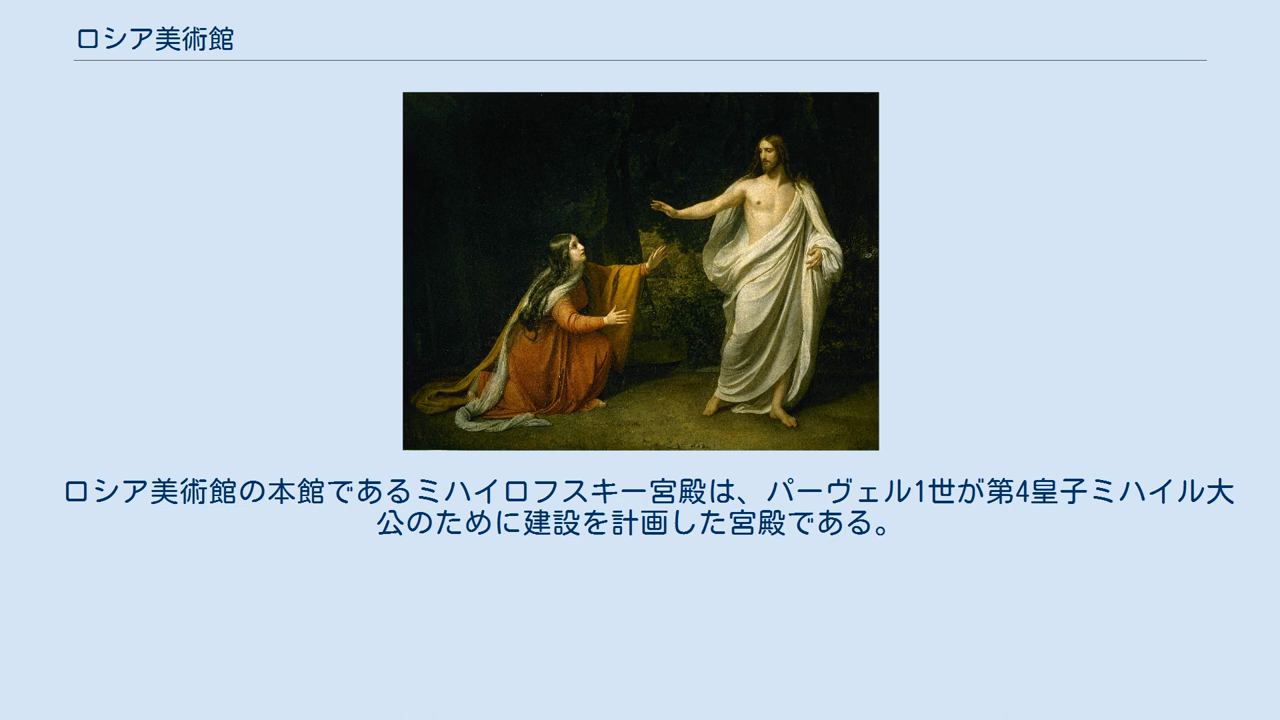 ロシア美術館
ロシア美術館の本館であるミハイロフスキー宮殿は、パーヴェル1世が第4皇子ミハイル大
公のために建設を計画した宮殿である。